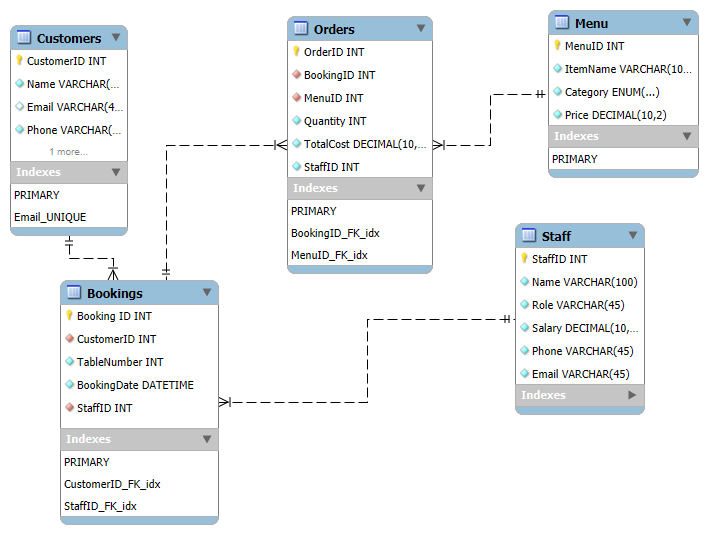 Customers
CustomerID INT
Name VARCHAR(...
Email VARCHAR(4...
Phone VARCHAR(...
1 more...
Indexes
PRIMARY
Email_UNIQUE
Orders
OrderID INT
BookingID INT
MenuID INT
Quantity INT
TotalCost DECIMAL(10,...
StaffID INT
Indexes
PRIMARY
BookingID_FK_idx
MenuID_FK_idx
Menu
MenuID INT
ItemName VARCHAR(10...
Category ENUM(...)
Price DECIMAL(10,2)
Indexes
PRIMARY
Bookings
Booking ID INT
CustomerID INT
TableNumber INT
BookingDate DATETIME
StaffID INT
Indexes
PRIMARY
CustomerID_FK_idx
StaffID_FK_idx
Staff
StaffID INT
Name VARCHAR(100)
Role VARCHAR(45)
Salary DECIMAL(10,...
Phone VARCHAR(45)
Email VARCHAR(45)
Indexes